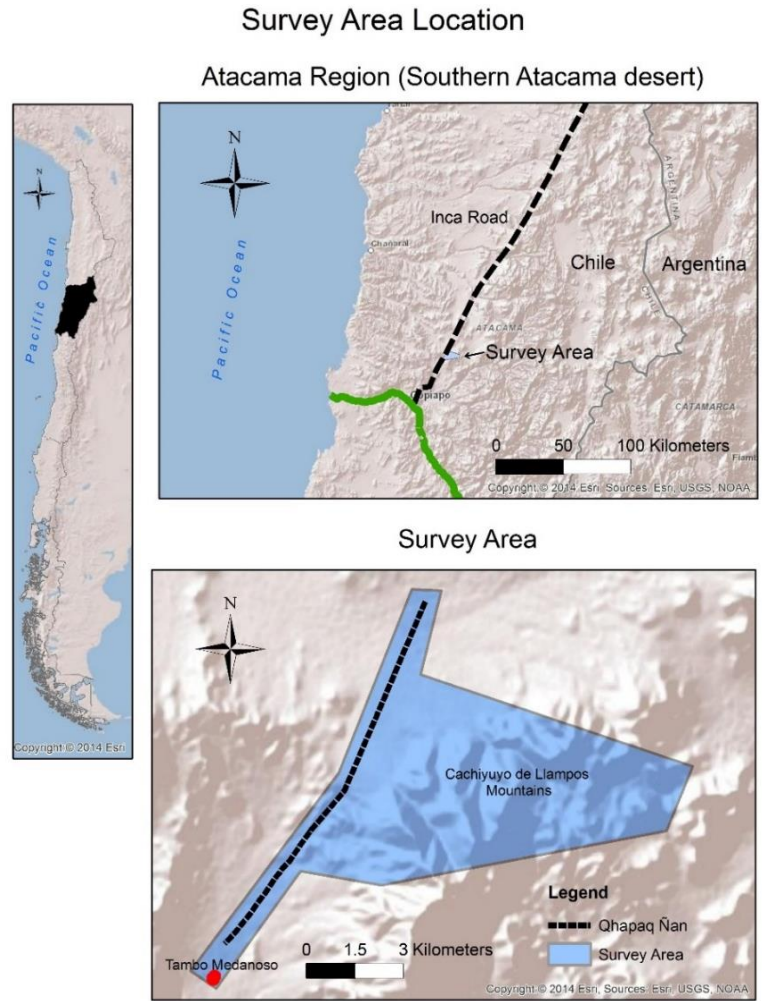 Survey Area Location
Atacama Region (Southern Atacama desert)
N
Pacific Ocean
Copyright:© 2014 Esri
N
Pacific Ocean
Inca Road
Chañaral
Chile
Argentina
ARGENTINA
CHILE
ATACAMA
Survey Area
Copiapo
CATAMARCA
0 50 100 Kilometers
Copyright:© 2014 Esri, Sources: Esri, USGS, NOAA
Survey Area
N
Cachiyuyo de Llampos
Mountains
Legend
Qhapaq Ñan
Survey Area
0 1.5 3 Kilometers
Tambo Medanoso
Copyright:© 2014 Esri, Sources: Esri, USGS, NOAA